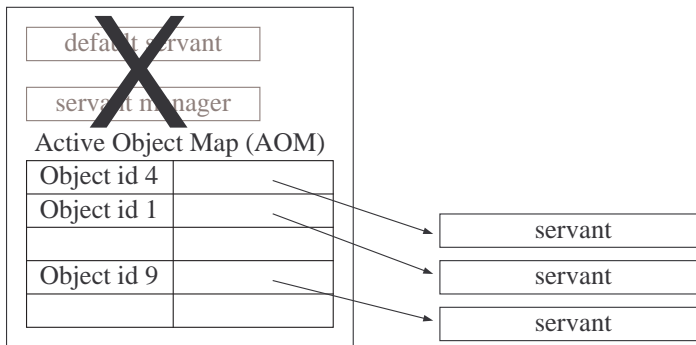 default servant
servant manager
Active Object Map (AOM)
Object id 4
Object id 1
servant
servant
Object id 9
servant